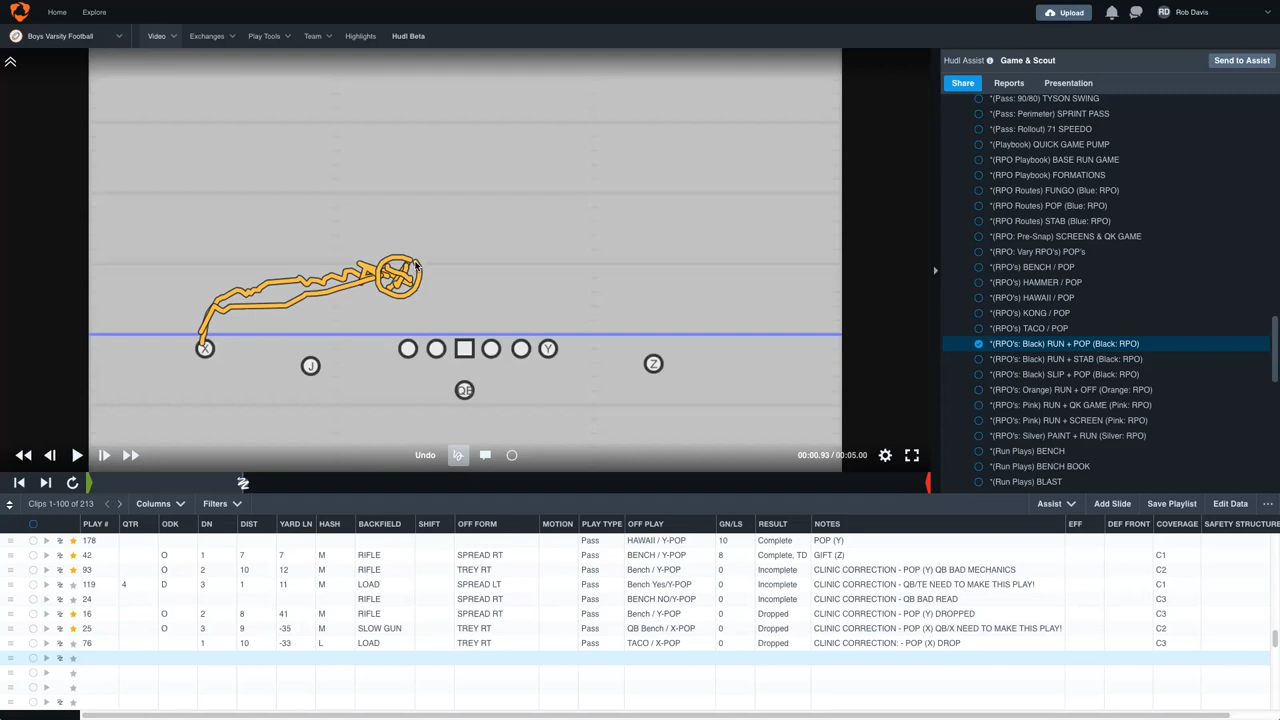 Home Explore Upload RD Rob Davis
Boys Varsity Football Video Exchanges Play Tools Team Highlights Hudl Beta
Hudl Assist Game & Scout Send to Assist
Share Reports Presentation
*(Pass: 90/80) TYSON SWING
*(Pass: Perimeter) SPRINT PASS
*(Pass: Rollout) 71 SPEEDO
*(Playbook) QUICK GAME PUMP
*(RPO Playbook) BASE RUN GAME
*(RPO Playbook) FORMATIONS
*(RPO Routes) FUNGO (Blue: RPO)
*(RPO Routes) POP (Blue: RPO)
*(RPO Routes) STAB (Blue: RPO)
*(RPO: Pre-Snap) SCREENS & QK GAME
*(RPO: Vary RPO's) POP's
*(RPO's) BENCH / POP
*(RPO's) HAMMER / POP
*(RPO's) HAWAII / POP
*(RPO's) KONG / POP
*(RPO's) TACO / POP
*(RPO's: Black) RUN + POP (Black: RPO)
*(RPO's: Black) RUN + STAB (Black: RPO)
*(RPO's: Black) SLIP + POP (Black: RPO)
*(RPO's: Orange) RUN + OFF (Orange: RPO)
*(RPO's: Pink) RUN + QK GAME (Pink: RPO)
*(RPO's: Pink) RUN + SCREEN (Pink: RPO)
*(RPO's: Silver) PAINT + RUN (Silver: RPO)
*(Run Plays) BENCH
*(Run Plays) BENCH BOOK
*(Run Plays) BLAST
X Y
J Z
QB
Undo 00:00.93 / 00:05.00
Clips 1-100 of 213 Columns Filters Assist Add Slide Save Playlist Edit Data
PLAY # QTR ODK DN DIST YARD LN HASH BACKFIELD SHIFT OFF FORM MOTION PLAY TYPE OFF PLAY GN/LS RESULT NOTES EFF DEF FRONT COVERAGE SAFETY STRUCTURE
178 Pass HAWAII / Y-POP 10 Complete POP (Y)
42 O 1 7 7 M RIFLE SPREAD RT Pass BENCH / Y-POP 8 Complete, TD GIFT (Z) C1
93 O 2 10 12 M RIFLE TREY RT Pass Bench / Y-POP 0 Incomplete CLINIC CORRECTION - POP (Y) QB BAD MECHANICS C2
119 4 D 3 1 11 M LOAD SPREAD LT Pass Bench Yes/Y-POP 0 Incomplete CLINIC CORRECTION - QB/TE NEED TO MAKE THIS PLAY! C1
24 RIFLE SPREAD RT Pass BENCH NO/Y-POP 0 Incomplete CLINIC CORRECTION - QB BAD READ C3
16 O 2 8 41 M RIFLE SPREAD RT Pass Bench / Y-POP 0 Dropped CLINIC CORRECTION - POP (Y) DROPPED C3
25 O 3 9 -35 M SLOW GUN TREY RT Pass QB Bench / X-POP 0 Dropped CLINIC CORRECTION - POP (X) QB/X NEED TO MAKE THIS PLAY! C2
76 1 10 -33 L LOAD TREY RT Pass TACO / X-POP 0 Dropped CLINIC CORRECTION: - POP (X) DROP C3